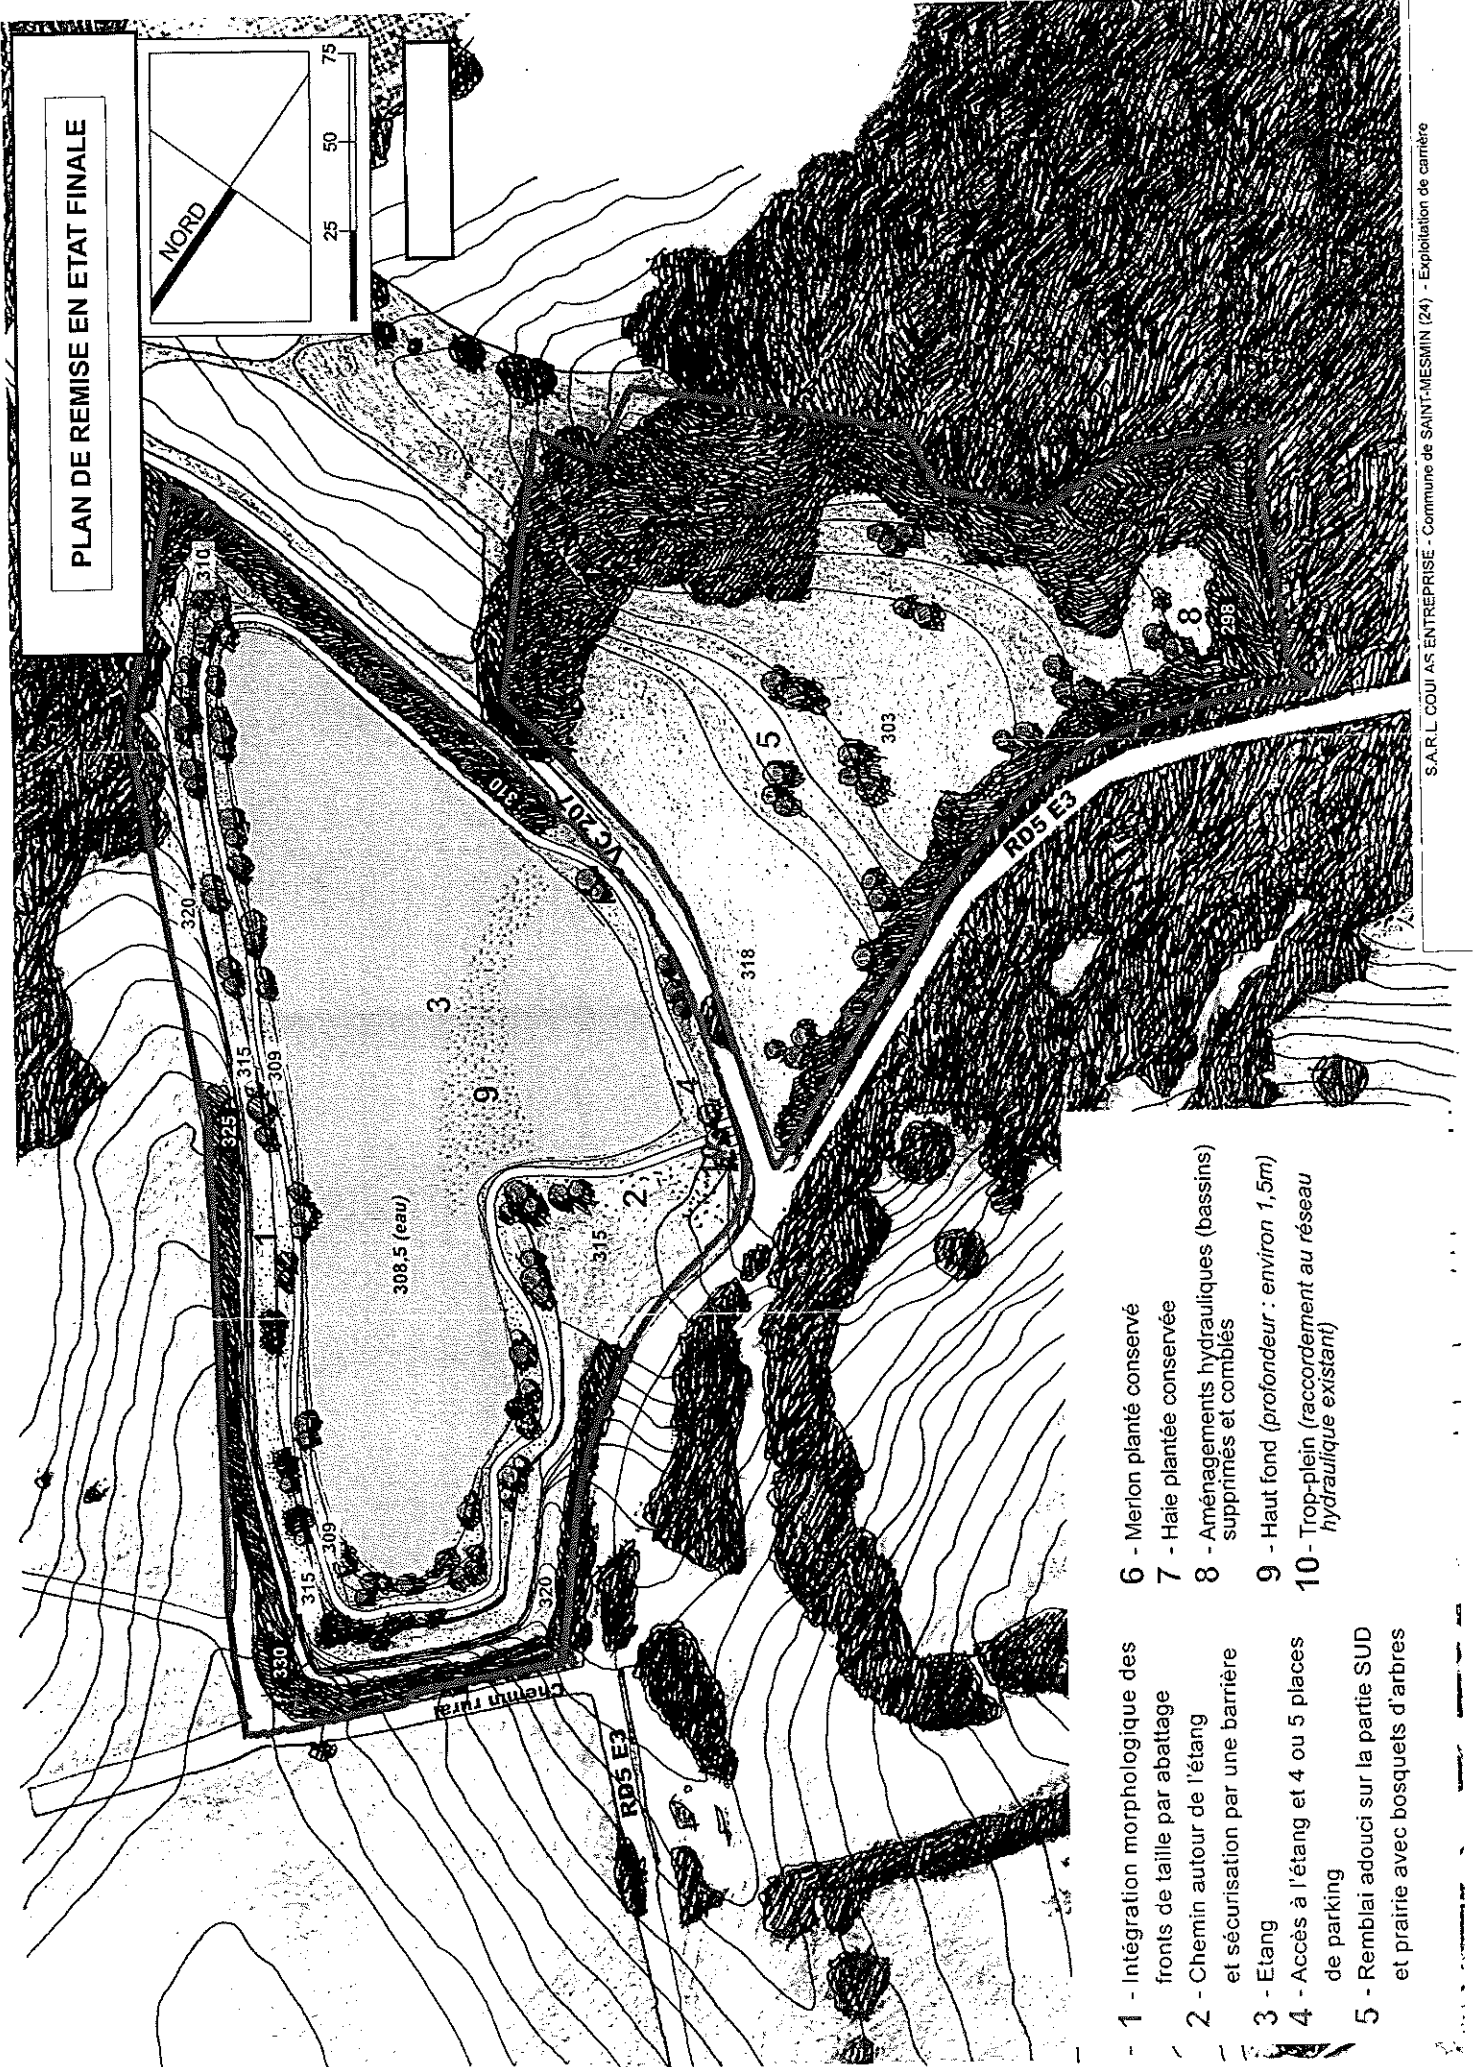 PLAN DE REMISE EN ETAT FINALE
NORD
25 50 75
310
320
315
309
325
1
330
315
309
320
Chemin rural
RD5 E3
308,5 (eau)
3
9
2
315
4
310
VC 207
318
5
303
8
298
RD5 E3
1 - Intégration morphologique des
fronts de taille par abattage
2 - Chemin autour de l'étang
et sécurisation par une barrière
3 - Etang
4 - Accès à l'étang et 4 ou 5 places
de parking
5 - Remblai adouci sur la partie SUD
et prairie avec bosquets d'arbres
6 - Merlon planté conservé
7 - Haie plantée conservée
8 - Aménagements hydrauliques (bassins)
supprimés et comblés
9 - Haut fond (profondeur : environ 1,5m)
10 - Trop-plein (raccordement au réseau
hydraulique existant)
S.A.R.L. COULAS ENTREPRISE - Commune de SAINT-MESMIN (24) - Exploitation de carrière